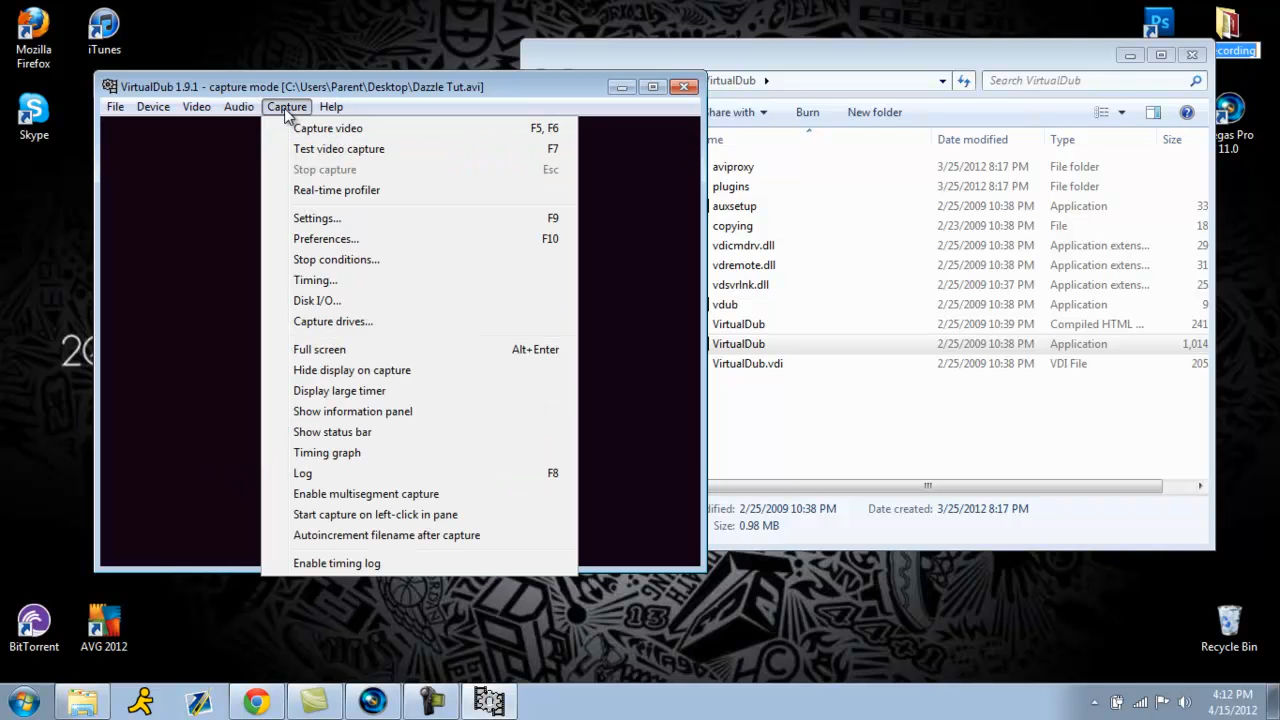 Mozilla
Firefox
iTunes
Skype
BitTorrent
AVG 2012
Ps
ecording
egas Pro
11.0
Recycle Bin
VirtualDub 1.9.1 - capture mode [C:\Users\Parent\Desktop\Dazzle Tut.avi]
File Device Video Audio Capture Help
Capture video F5, F6
Test video capture F7
Stop capture Esc
Real-time profiler
Settings... F9
Preferences... F10
Stop conditions...
Timing...
Disk I/O...
Capture drives...
Full screen Alt+Enter
Hide display on capture
Display large timer
Show information panel
Show status bar
Timing graph
Log F8
Enable multisegment capture
Start capture on left-click in pane
Autoincrement filename after capture
Enable timing log
VirtualDub
Search VirtualDub
hare with Burn New folder
me Date modified Type Size
aviproxy 3/25/2012 8:17 PM File folder
plugins 3/25/2012 8:17 PM File folder
auxsetup 2/25/2009 10:38 PM Application 33
copying 2/23/2009 10:38 PM File 18
vdicmdrv.dll 2/25/2009 10:38 PM Application extens... 29
vdremote.dll 2/25/2009 10:38 PM Application extens... 31
vdsvrlnk.dll 2/25/2009 10:37 PM Application extens... 25
vdub 2/25/2009 10:38 PM Application 9
VirtualDub 2/25/2009 10:39 PM Compiled HTML ... 241
VirtualDub 2/25/2009 10:38 PM Application 1,014
VirtualDub.vdi 2/25/2009 10:38 PM VDI File 205
dified: 2/25/2009 10:38 PM Date created: 3/25/2012 8:17 PM
Size: 0.98 MB
4:12 PM
4/15/2012